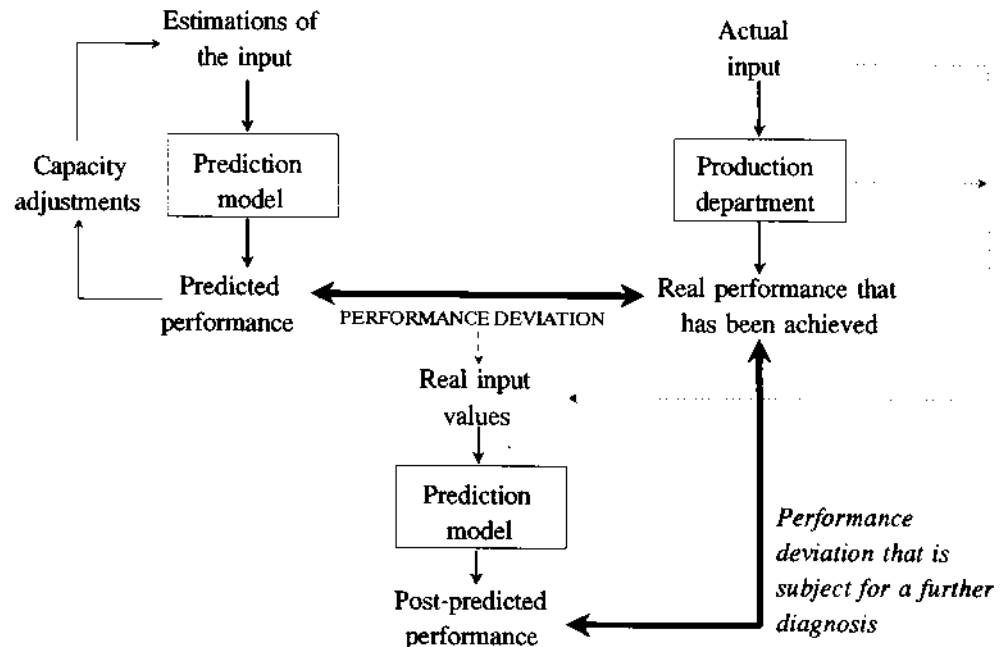 Estimations of
the input
Actual
input
Capacity
adjustments
Prediction
model
Production
department
Predicted
performance
PERFORMANCE DEVIATION
Real performance that
has been achieved
Real input
values
Prediction
model
Performance
deviation that is
subject for a further
diagnosis
Post-predicted
performance